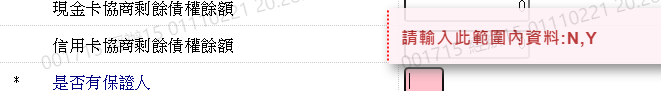 現金卡協商剩餘債權餘額
0
信用卡協商剩餘債權餘額
請輸入此範圍內資料:N,Y
* 是否有保證人